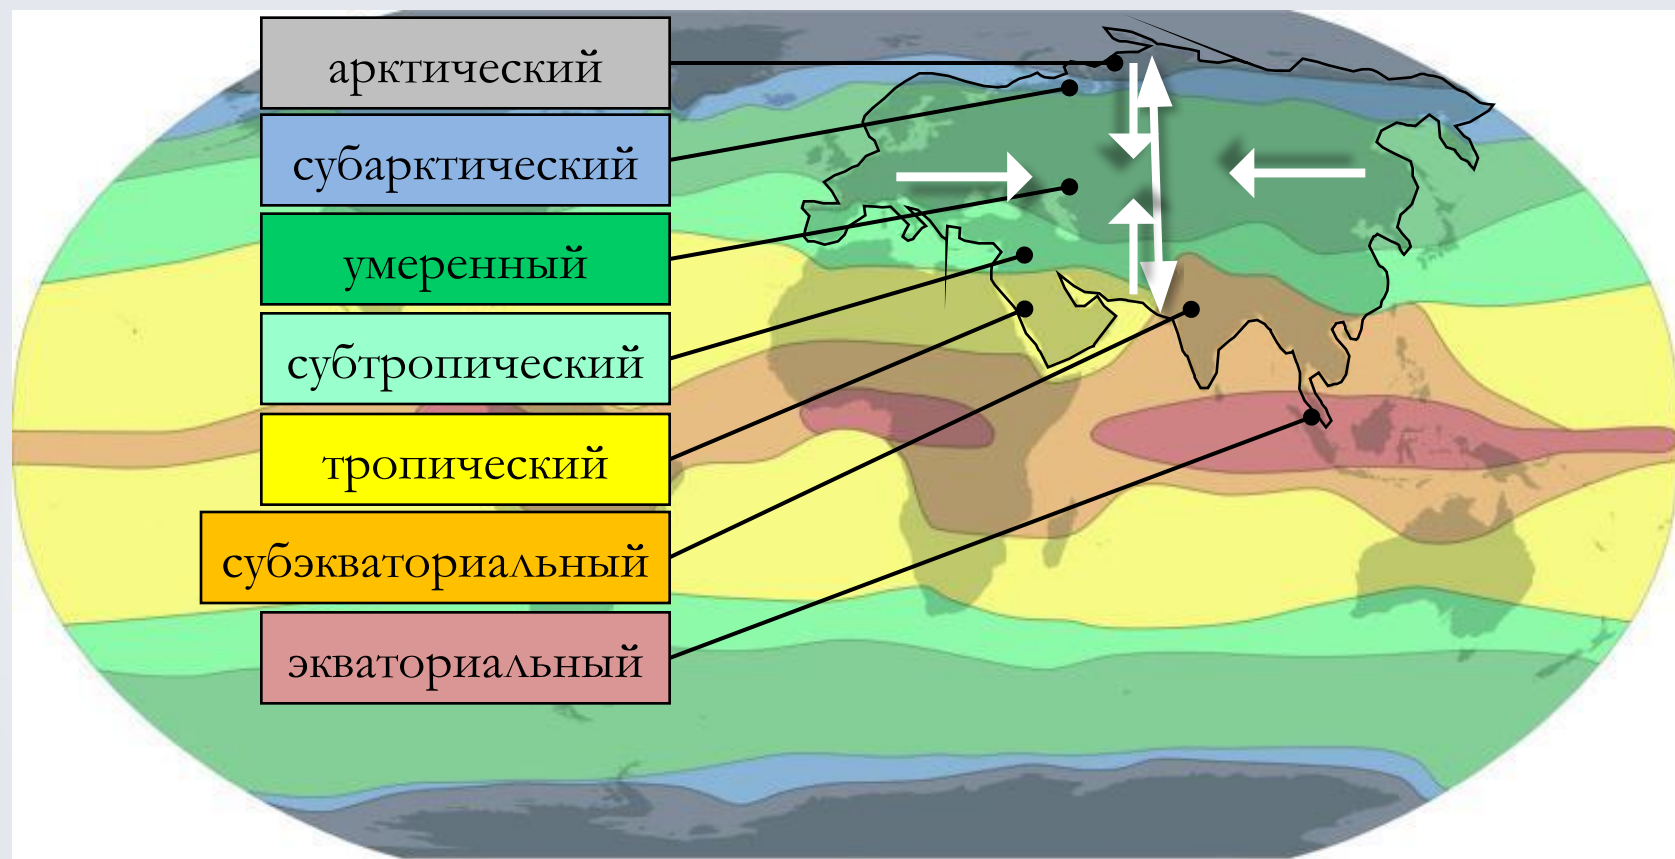 арктический
субарктический
умеренный
субтропический
тропический
субэкваториальный
экваториальный